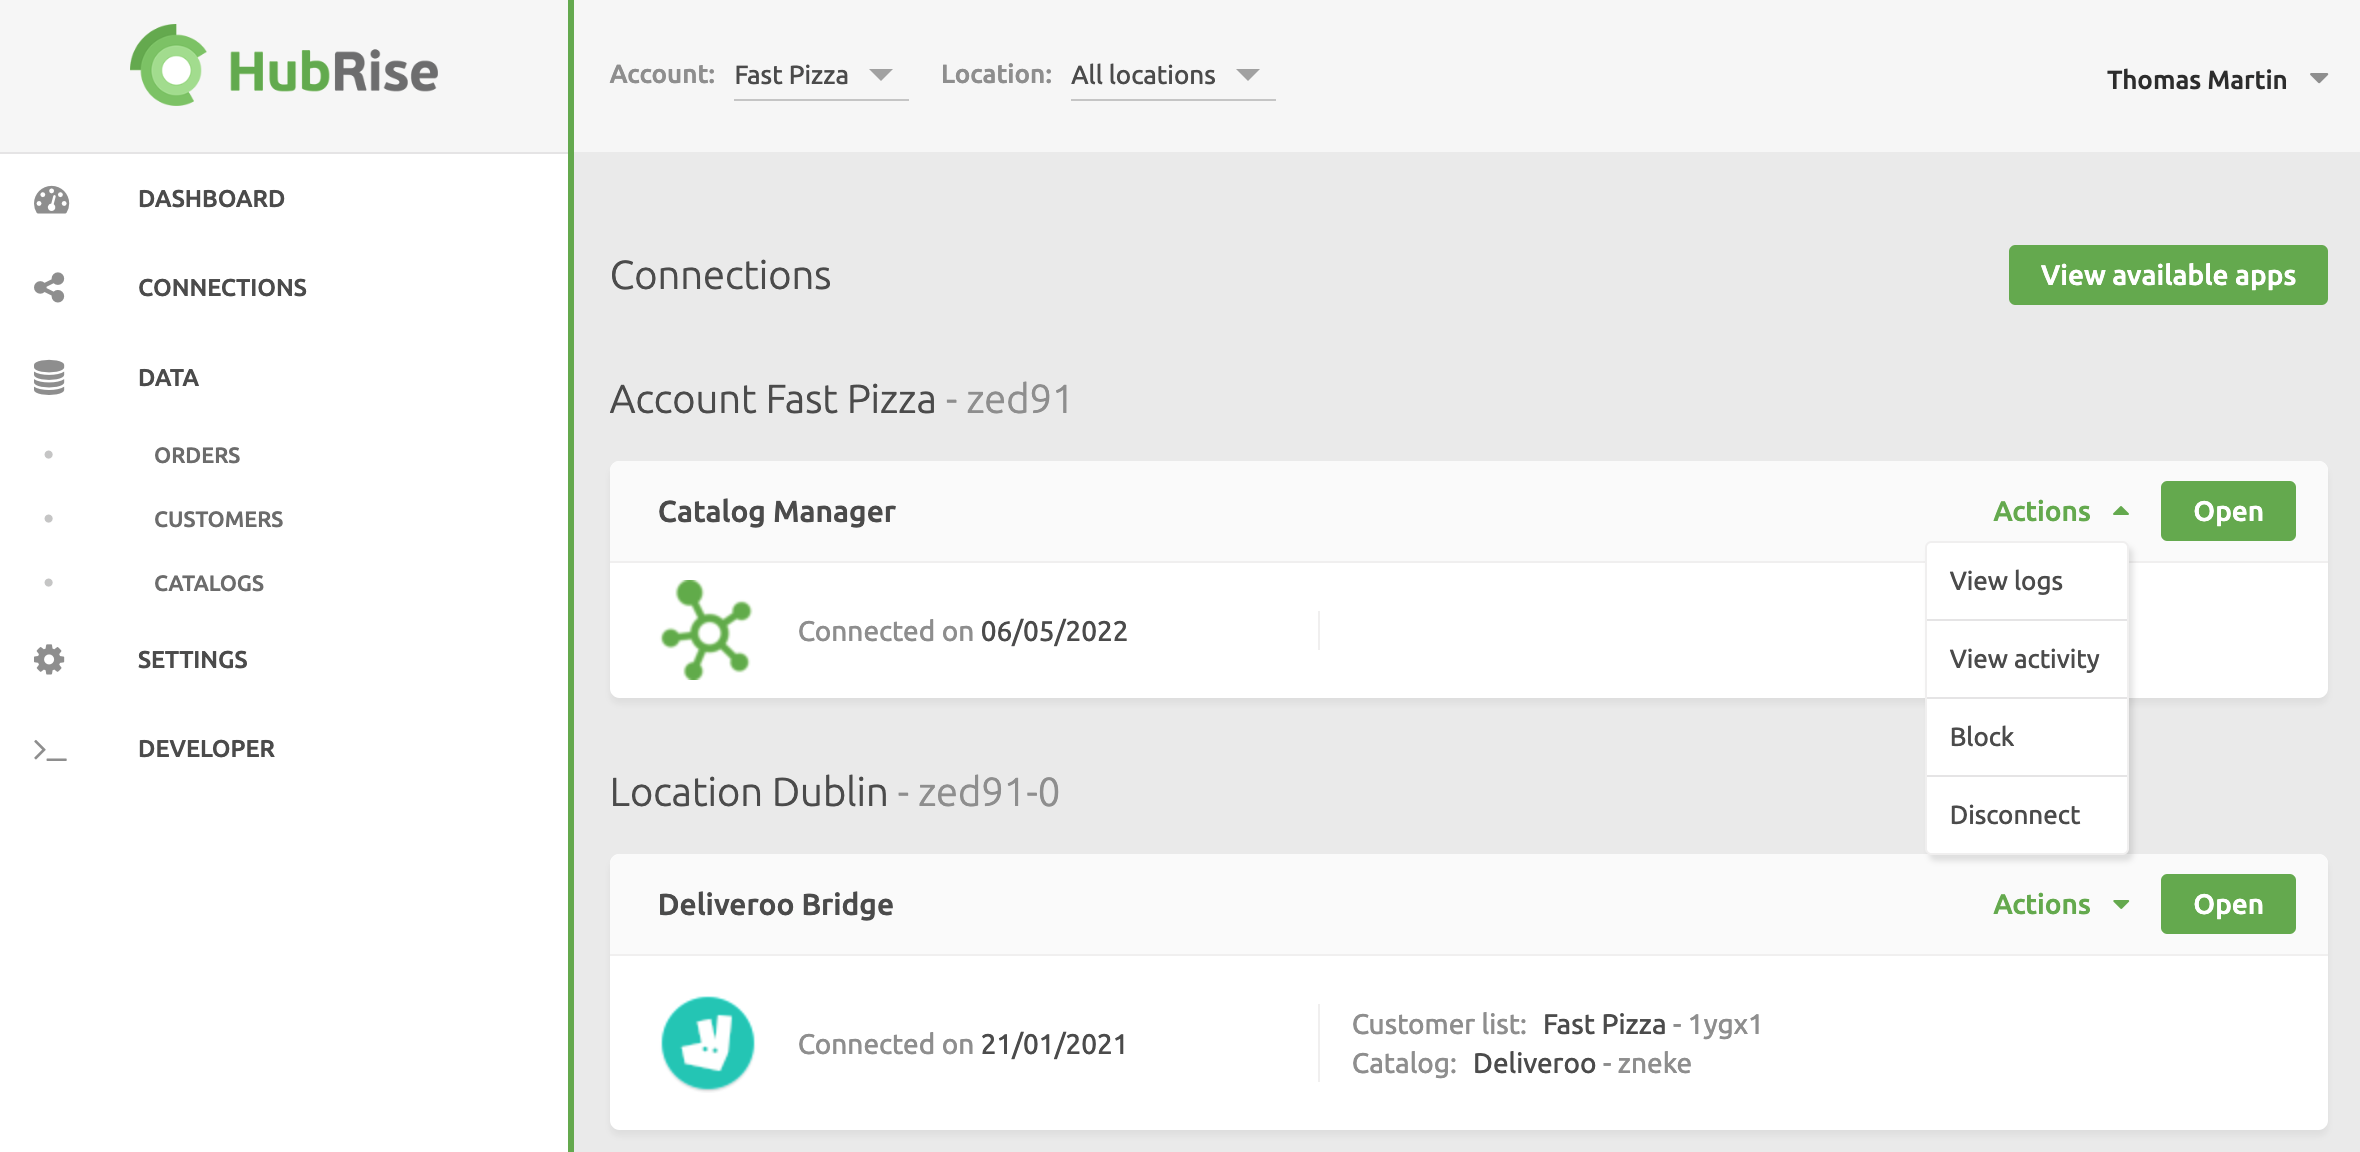 HubRise
Account: Fast Pizza Location: All locations
Thomas Martin
DASHBOARD
CONNECTIONS
DATA
ORDERS
CUSTOMERS
CATALOGS
SETTINGS
DEVELOPER
Connections
View available apps
Account Fast Pizza - zed91
Catalog Manager
Actions
Open
View logs
View activity
Block
Disconnect
Connected on 06/05/2022
Location Dublin - zed91-0
Deliveroo Bridge
Actions
Open
Connected on 21/01/2021
Customer list: Fast Pizza - 1ygx1
Catalog: Deliveroo - zneke